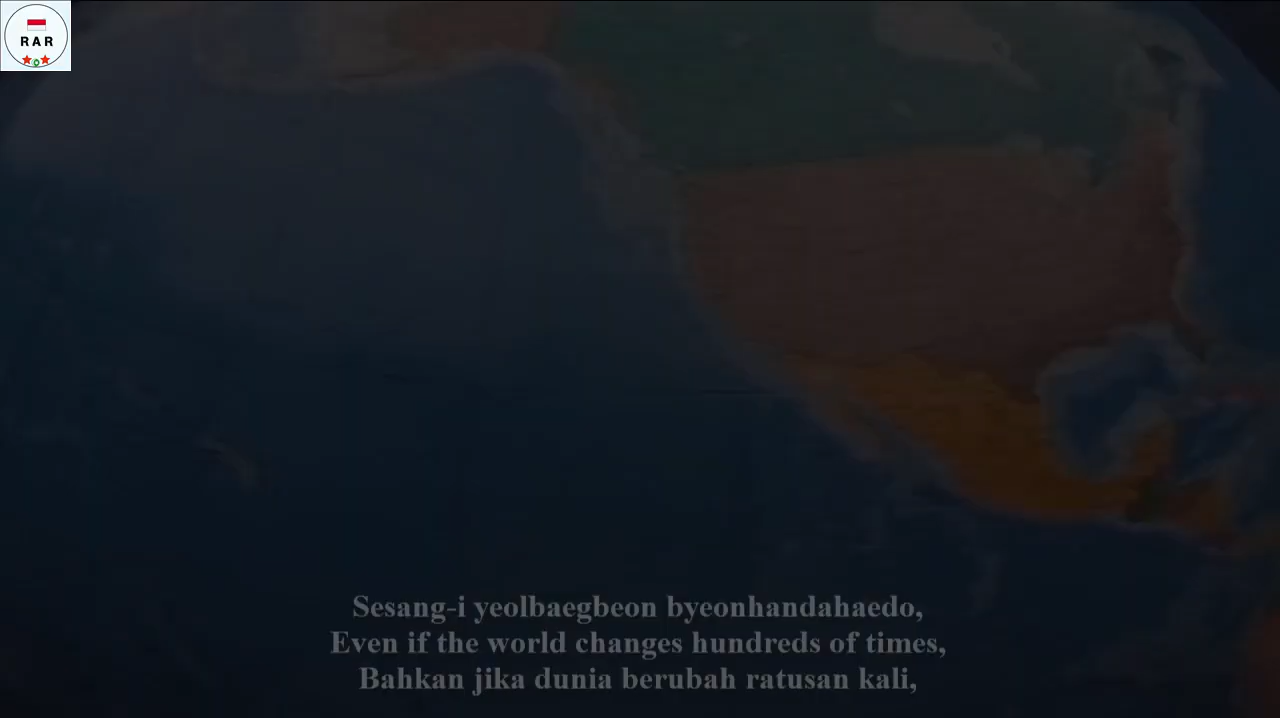 RAR
Sesang-i yeolbaegbeon byeonhandahaedo,
Even if the world changes hundreds of times,
Bahkan jika dunia berubah ratusan kali,